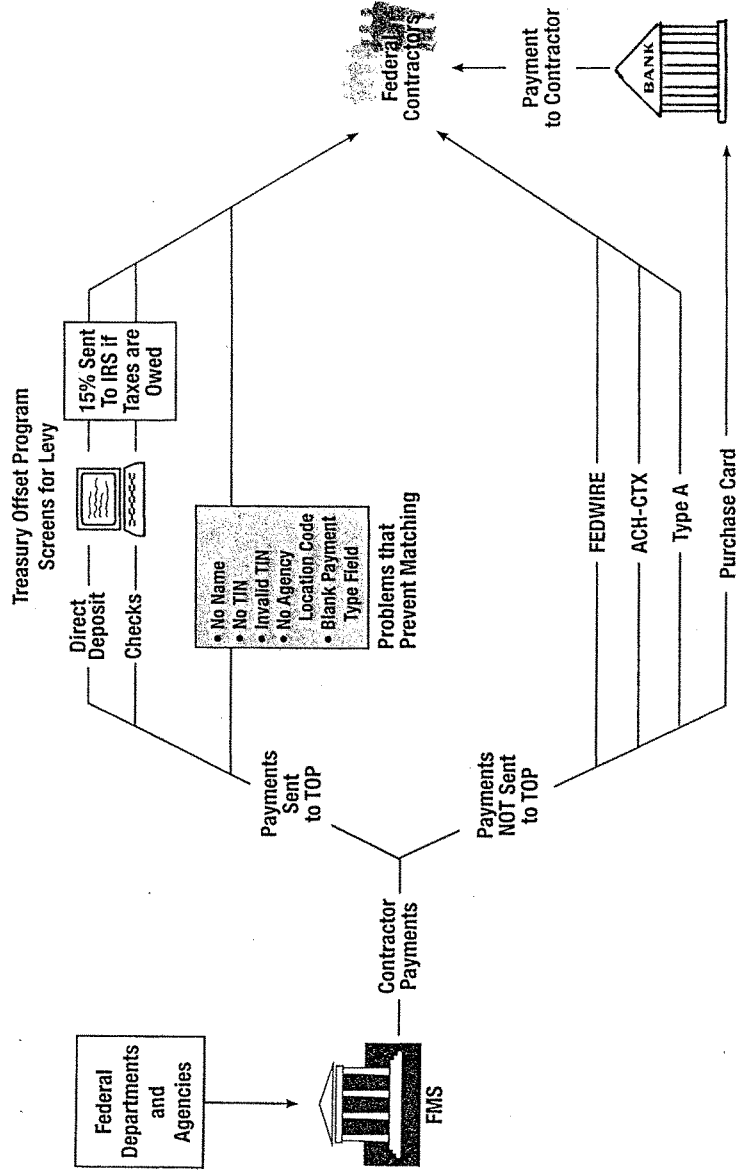 Federal
Departments
and
Agencies
FMS
Contractor
Payments
Payments
Sent
to TOP
Payments
NOT Sent
to TOP
Treasury Offset Program
Screens for Levy
Direct
Deposit
Checks
15% Sent
To IRS if
Taxes are
Owed
• No Name
• No TIN
• Invalid TIN
• No Agency
Location Code
• Blank Payment
Type Field
Problems that
Prevent Matching
FEDWIRE
ACH-CTX
Type A
Purchase Card
Federal
Contractors
Payment
to Contractor
BANK